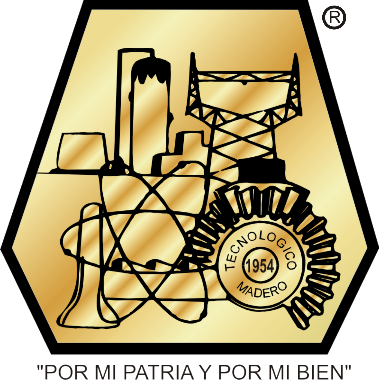 ®
TECNOLOGICO
1954
MADERO
"POR MI PATRIA Y POR MI BIEN"